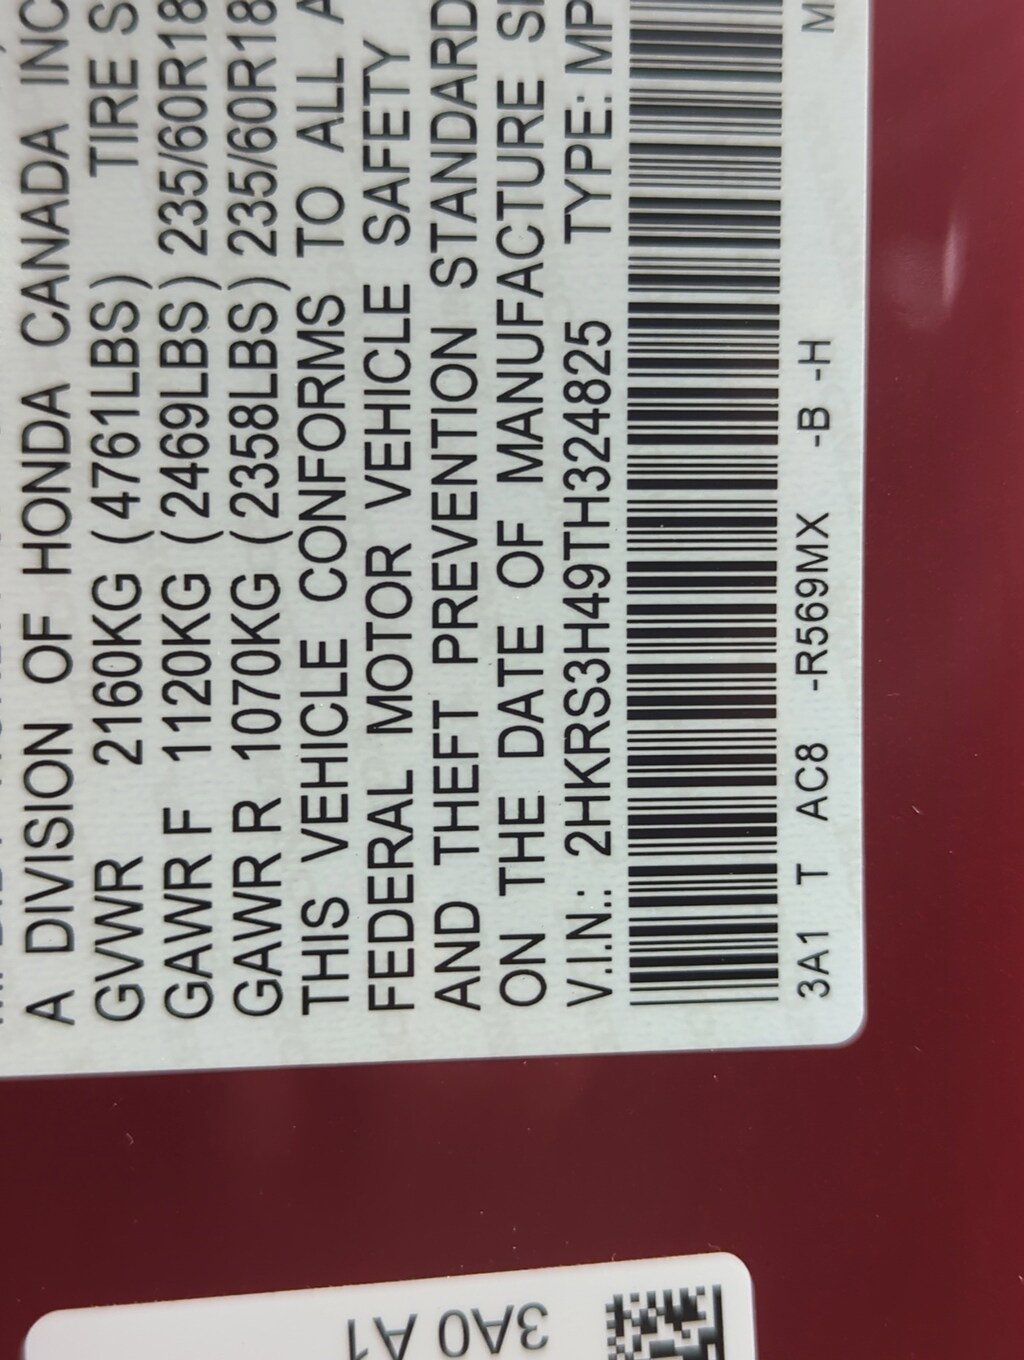 A DIVISION OF HONDA CANADA INC
TIRE S
GVWR 2160KG (4761LBS)
GAWR F 1120KG (2469LBS) 235/60R18
GAWR R 1070KG (2358LBS) 235/60R18
THIS VEHICLE CONFORMS TO ALL A
FEDERAL MOTOR VEHICLE SAFETY
AND THEFT PREVENTION STANDARD
ON THE DATE OF MANUFACTURE
V.I.N.: 2HKRS3H49TH324825 TYPE: MP
3A1 T AC8 -R569MX -B -H M
3A0 A1